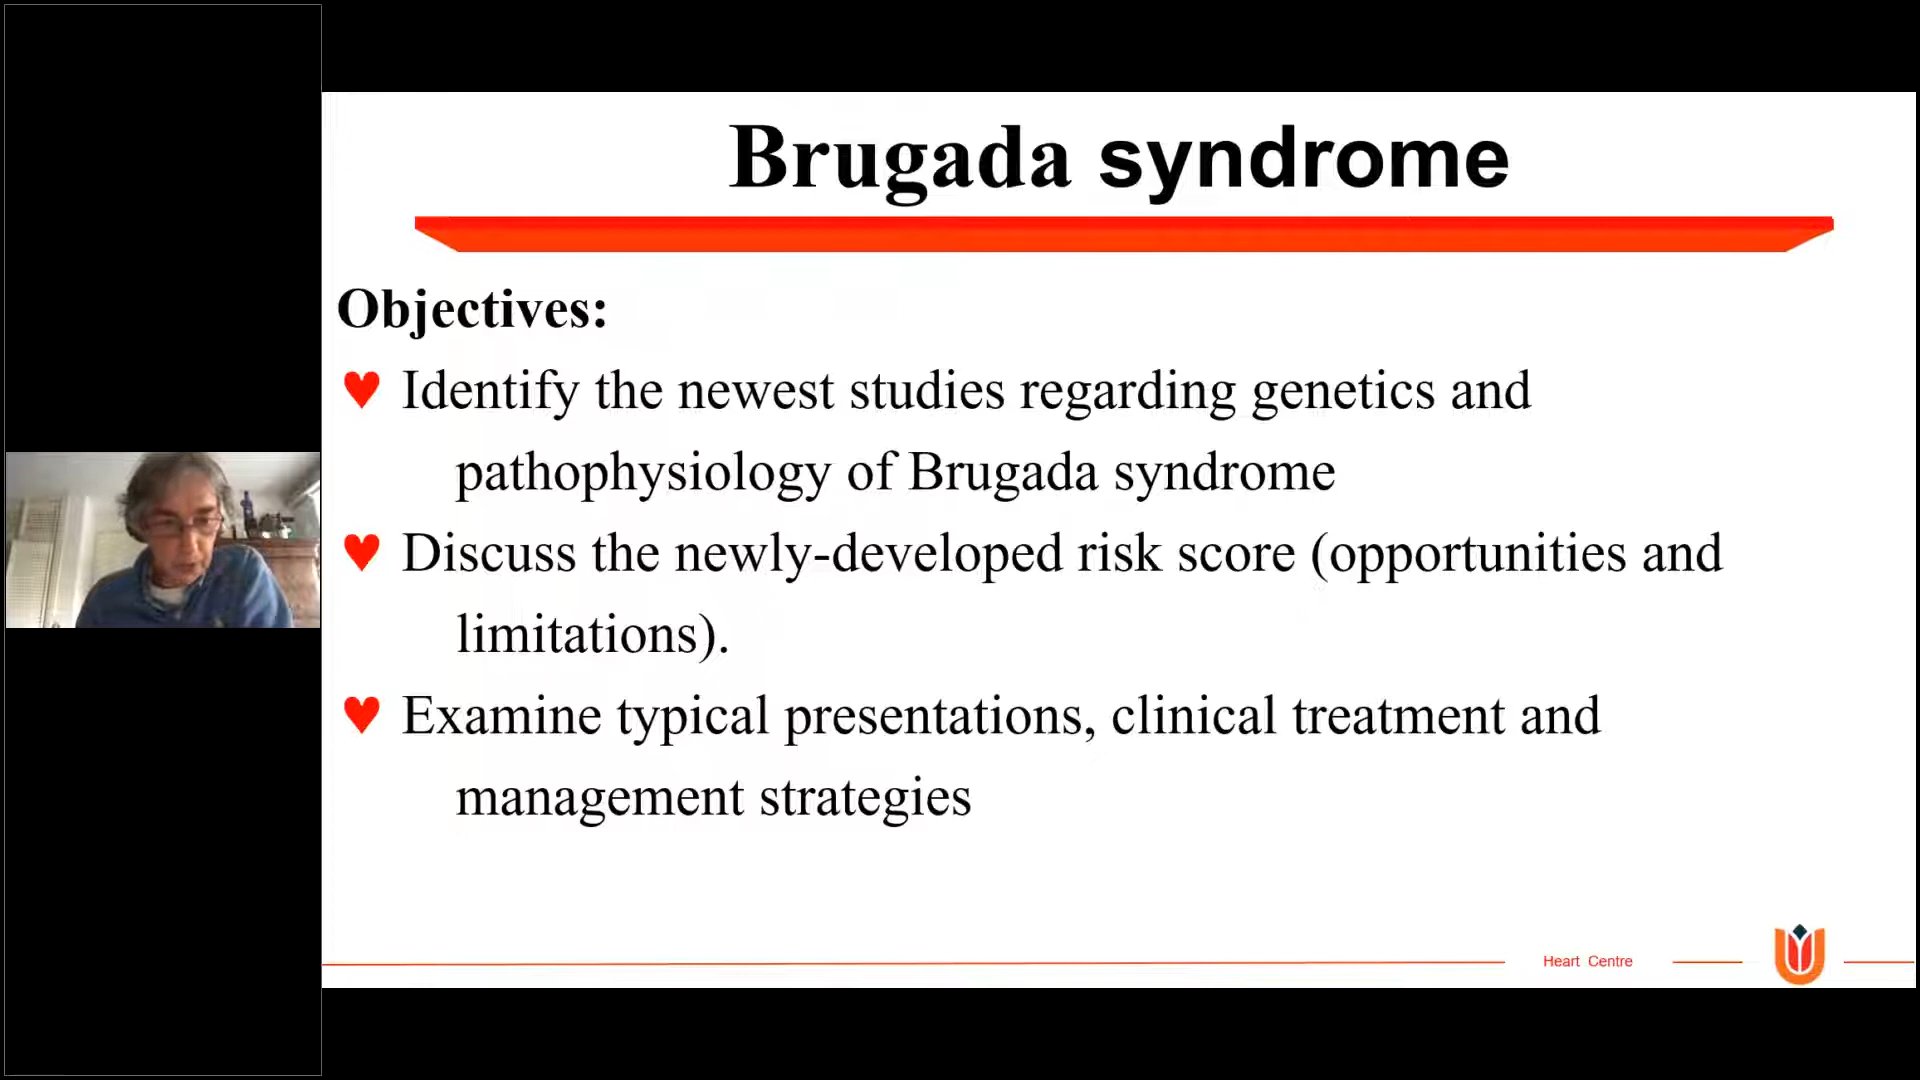 Brugada syndrome
Objectives:
♥ Identify the newest studies regarding genetics and
pathophysiology of Brugada syndrome
♥ Discuss the newly-developed risk score (opportunities and
limitations).
♥ Examine typical presentations, clinical treatment and
management strategies
Heart Centre